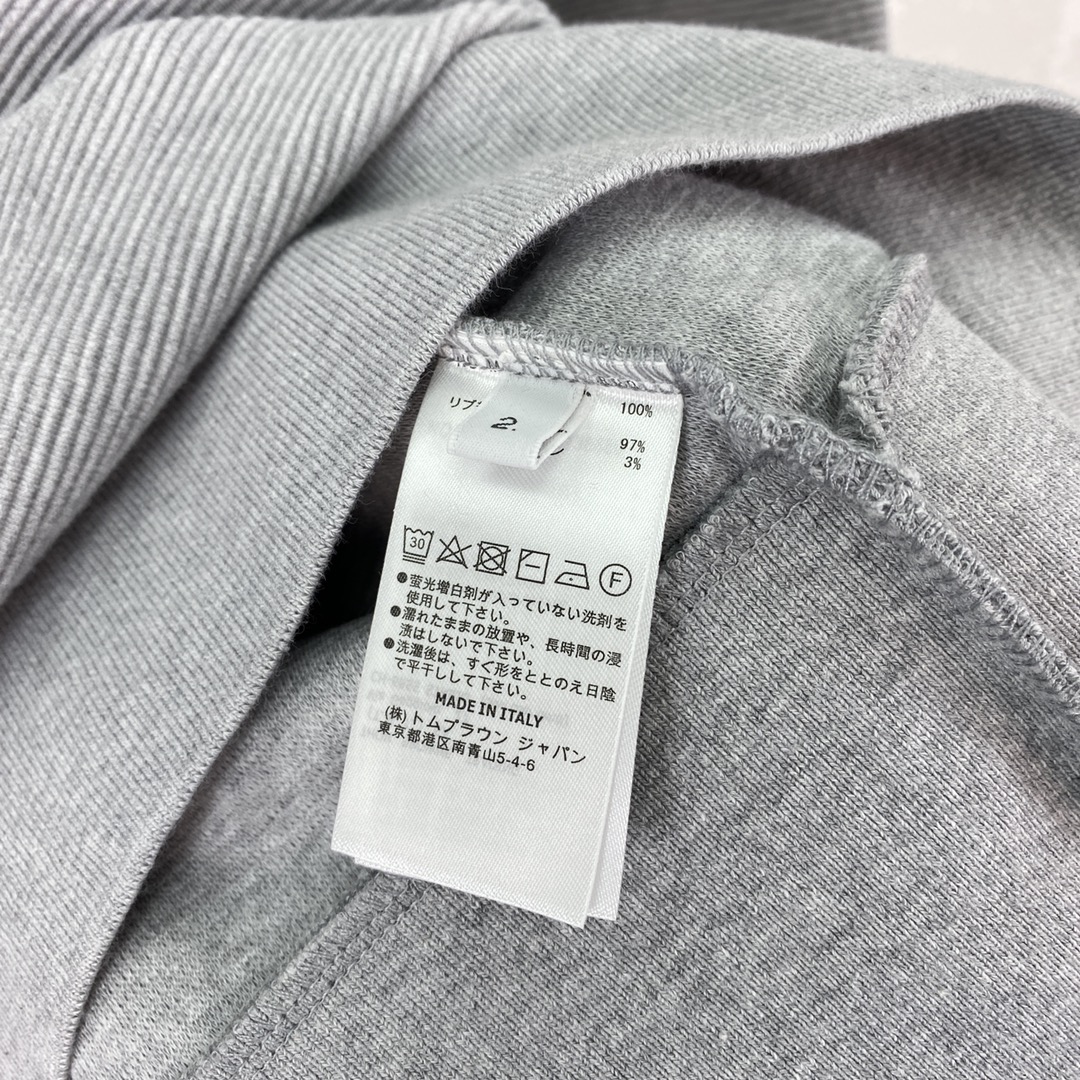 100%
2.
97%
3%
30
F
●蛍光増白剤が入っていない洗剤を
使用して下さい。
●濡れたままの放置や、長時間の浸
漬はしないで下さい。
●洗濯後は、すぐ形をととのえ日陰
で平干しして下さい。
MADE IN ITALY
(株)トムブラウン ジャパン
東京都港区南青山5-4-6